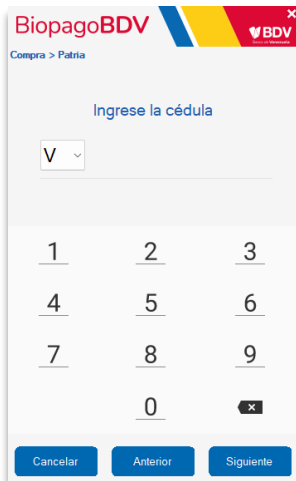 BiopagoBDV
BDV
Banco de Venezuela
Compra > Patria
Ingrese la cédula
V
1 2 3
4 5 6
7 8 9
0
Cancelar Anterior Siguiente